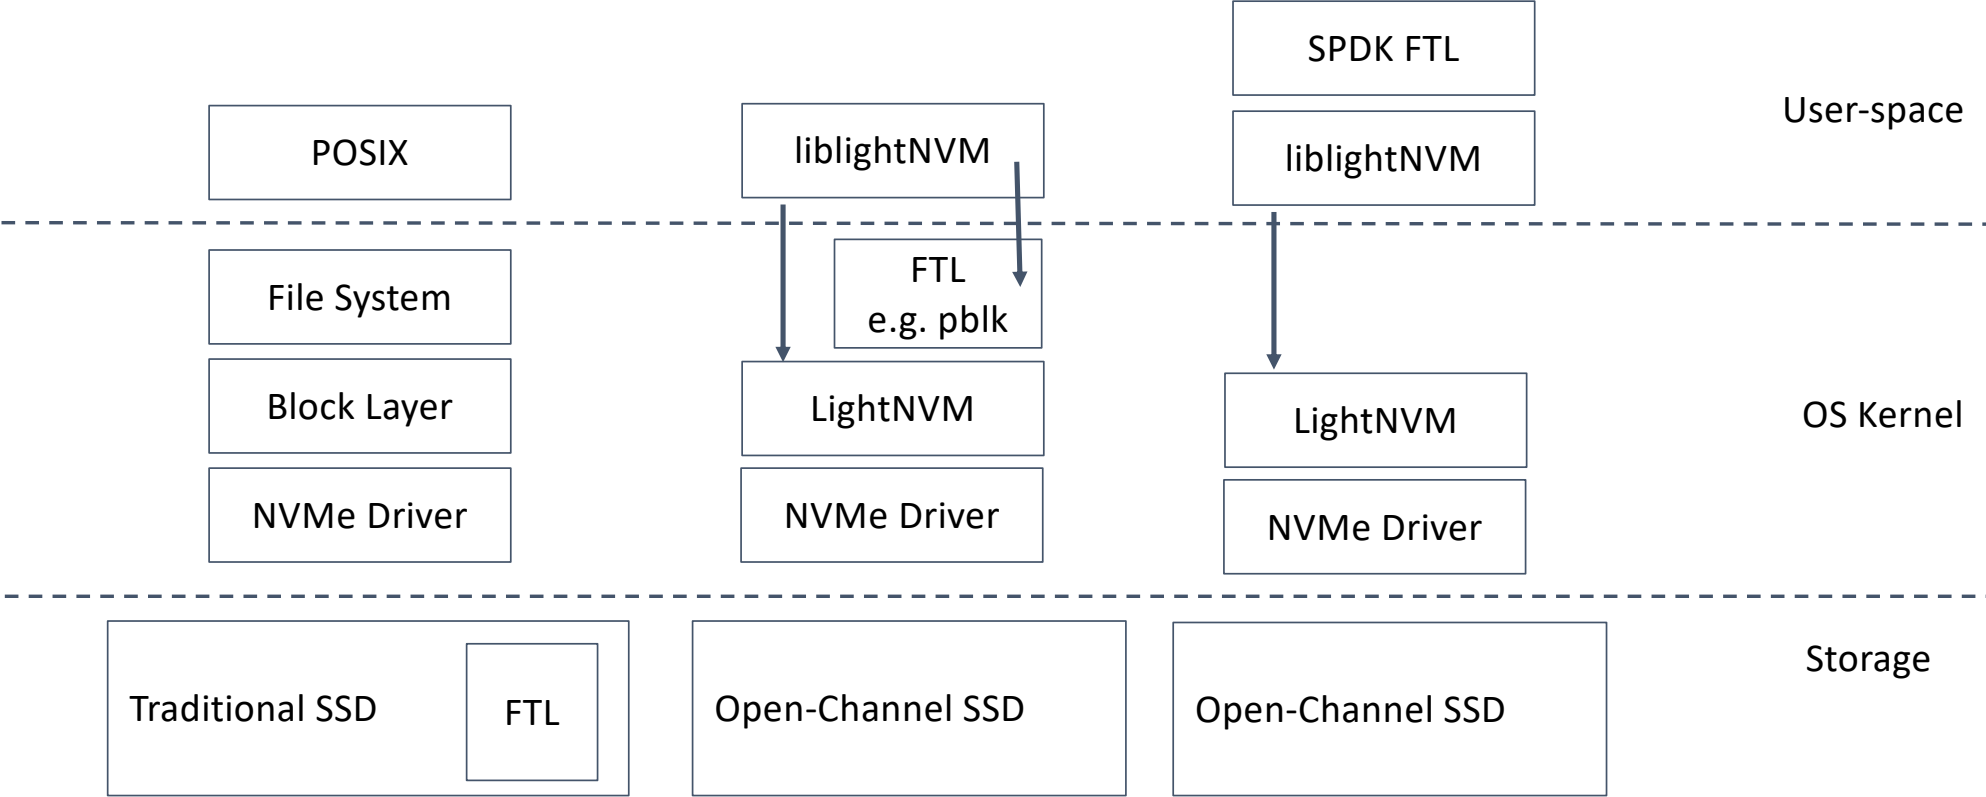 SPDK FTL
User-space
POSIX
liblightNVM
liblightNVM
File System
FTL
e.g. pblk
Block Layer
LightNVM
LightNVM
OS Kernel
NVMe Driver
NVMe Driver
NVMe Driver
Storage
Traditional SSD
FTL
Open-Channel SSD
Open-Channel SSD